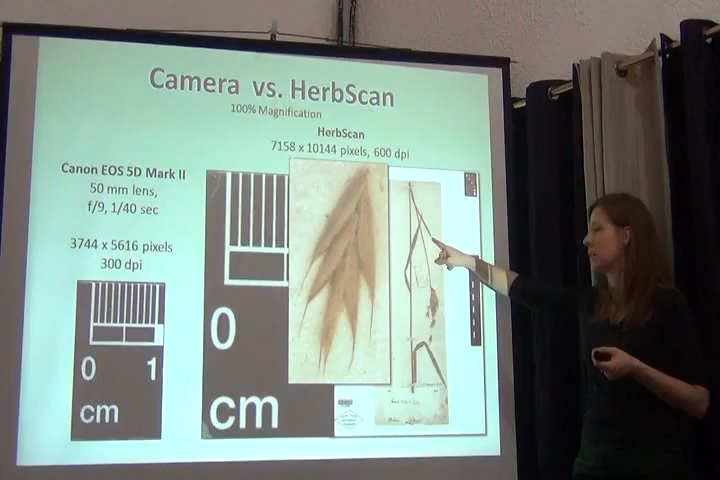 Camera vs. HerbScan
100% Magnification
HerbScan
7158 x 10144 pixels, 600 dpi
Canon EOS 5D Mark II
50 mm lens,
f/9, 1/40 sec
3744 x 5616 pixels
300 dpi
0 1
cm
0
cm